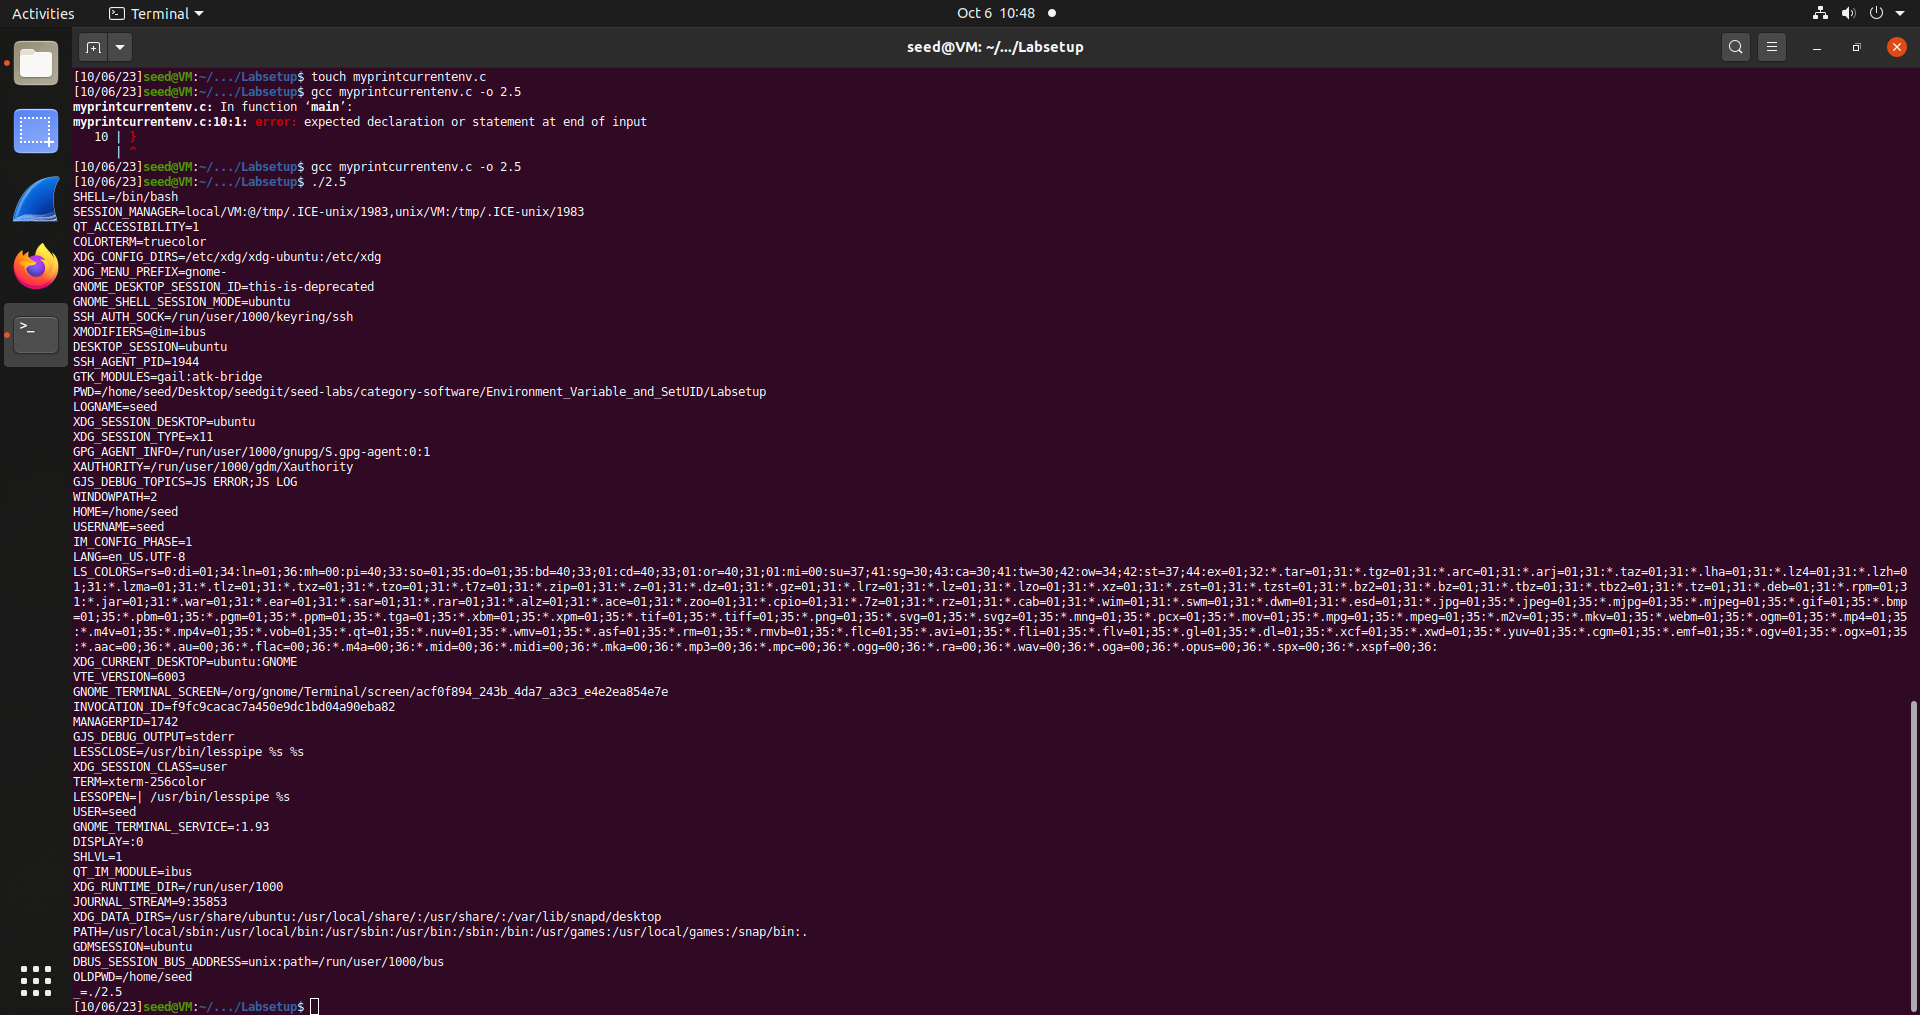 Activities
Terminal
Oct 6 10:48
seed@VM: ~/.../Labsetup
[10/06/23]seed@VM:~/.../Labsetup$ touch myprintcurrentenv.c
[10/06/23]seed@VM:~/.../Labsetup$ gcc myprintcurrentenv.c -o 2.5
myprintcurrentenv.c: In function ‘main’:
myprintcurrentenv.c:10:1: error: expected declaration or statement at end of input
10 | }
| ^
[10/06/23]seed@VM:~/.../Labsetup$ gcc myprintcurrentenv.c -o 2.5
[10/06/23]seed@VM:~/.../Labsetup$ ./2.5
SHELL=/bin/bash
SESSION_MANAGER=local/VM:@/tmp/.ICE-unix/1983,unix/VM:/tmp/.ICE-unix/1983
QT_ACCESSIBILITY=1
COLORTERM=truecolor
XDG_CONFIG_DIRS=/etc/xdg/xdg-ubuntu:/etc/xdg
XDG_MENU_PREFIX=gnome-
GNOME_DESKTOP_SESSION_ID=this-is-deprecated
GNOME_SHELL_SESSION_MODE=ubuntu
SSH_AUTH_SOCK=/run/user/1000/keyring/ssh
XMODIFIERS=@im=ibus
DESKTOP_SESSION=ubuntu
SSH_AGENT_PID=1944
GTK_MODULES=gail:atk-bridge
PWD=/home/seed/Desktop/seedgit/seed-labs/category-software/Environment_Variable_and_SetUID/Labsetup
LOGNAME=seed
XDG_SESSION_DESKTOP=ubuntu
XDG_SESSION_TYPE=x11
GPG_AGENT_INFO=/run/user/1000/gnupg/S.gpg-agent:0:1
XAUTHORITY=/run/user/1000/gdm/Xauthority
GJS_DEBUG_TOPICS=JS ERROR;JS LOG
WINDOWPATH=2
HOME=/home/seed
USERNAME=seed
IM_CONFIG_PHASE=1
LANG=en_US.UTF-8
LS_COLORS=rs=0:di=01;34:ln=01;36:mh=00:pi=40;33:so=01;35:do=01;35:bd=40;33;01:cd=40;33;01:or=40;31;01:mi=00:su=37;41:sg=30;43:ca=30;41:tw=30;42:ow=34;42:st=37;44:ex=01;32:*.tar=01;31:*.tgz=01;31:*.arc=01;31:*.arj=01;31:*.taz=01;31:*.lha=01;31:*.lz4=01;31:*.lzh=0
1;31:*.lzma=01;31:*.tlz=01;31:*.txz=01;31:*.tzo=01;31:*.t7z=01;31:*.zip=01;31:*.z=01;31:*.dz=01;31:*.gz=01;31:*.lrz=01;31:*.lz=01;31:*.lzo=01;31:*.xz=01;31:*.zst=01;31:*.tzst=01;31:*.bz2=01;31:*.bz=01;31:*.tbz=01;31:*.tbz2=01;31:*.tz=01;31:*.deb=01;31:*.rpm=01;3
1:*.jar=01;31:*.war=01;31:*.ear=01;31:*.sar=01;31:*.rar=01;31:*.alz=01;31:*.ace=01;31:*.zoo=01;31:*.cpio=01;31:*.7z=01;31:*.rz=01;31:*.cab=01;31:*.wim=01;31:*.swm=01;31:*.dwm=01;31:*.esd=01;31:*.jpg=01;35:*.jpeg=01;35:*.mjpg=01;35:*.mjpeg=01;35:*.gif=01;35:*.bmp
=01;35:*.pbm=01;35:*.pgm=01;35:*.ppm=01;35:*.tga=01;35:*.xbm=01;35:*.xpm=01;35:*.tif=01;35:*.tiff=01;35:*.png=01;35:*.svg=01;35:*.svgz=01;35:*.mng=01;35:*.pcx=01;35:*.mov=01;35:*.mpg=01;35:*.mpeg=01;35:*.m2v=01;35:*.mkv=01;35:*.webm=01;35:*.ogm=01;35:*.mp4=01;35
:*.m4v=01;35:*.mp4v=01;35:*.vob=01;35:*.qt=01;35:*.nuv=01;35:*.wmv=01;35:*.asf=01;35:*.rm=01;35:*.rmvb=01;35:*.flc=01;35:*.avi=01;35:*.fli=01;35:*.flv=01;35:*.gl=01;35:*.dl=01;35:*.xcf=01;35:*.xwd=01;35:*.yuv=01;35:*.cgm=01;35:*.emf=01;35:*.ogv=01;35:*.ogx=01;35
:*.aac=00;36:*.au=00;36:*.flac=00;36:*.m4a=00;36:*.mid=00;36:*.midi=00;36:*.mka=00;36:*.mp3=00;36:*.mpc=00;36:*.ogg=00;36:*.ra=00;36:*.wav=00;36:*.oga=00;36:*.opus=00;36:*.spx=00;36:*.xspf=00;36:
XDG_CURRENT_DESKTOP=ubuntu:GNOME
VTE_VERSION=6003
GNOME_TERMINAL_SCREEN=/org/gnome/Terminal/screen/acf0f894_243b_4da7_a3c3_e4e2ea854e7e
INVOCATION_ID=f9fc9cacac7a450e9dc1bd04a90eba82
MANAGERPID=1742
GJS_DEBUG_OUTPUT=stderr
LESSCLOSE=/usr/bin/lesspipe %s %s
XDG_SESSION_CLASS=user
TERM=xterm-256color
LESSOPEN=| /usr/bin/lesspipe %s
USER=seed
GNOME_TERMINAL_SERVICE=:1.93
DISPLAY=:0
SHLVL=1
QT_IM_MODULE=ibus
XDG_RUNTIME_DIR=/run/user/1000
JOURNAL_STREAM=9:35853
XDG_DATA_DIRS=/usr/share/ubuntu:/usr/local/share/:/usr/share/:/var/lib/snapd/desktop
PATH=/usr/local/sbin:/usr/local/bin:/usr/sbin:/usr/bin:/sbin:/bin:/usr/games:/usr/local/games:/snap/bin:.
GDMSESSION=ubuntu
DBUS_SESSION_BUS_ADDRESS=unix:path=/run/user/1000/bus
OLDPWD=/home/seed
_=./2.5
[10/06/23]seed@VM:~/.../Labsetup$